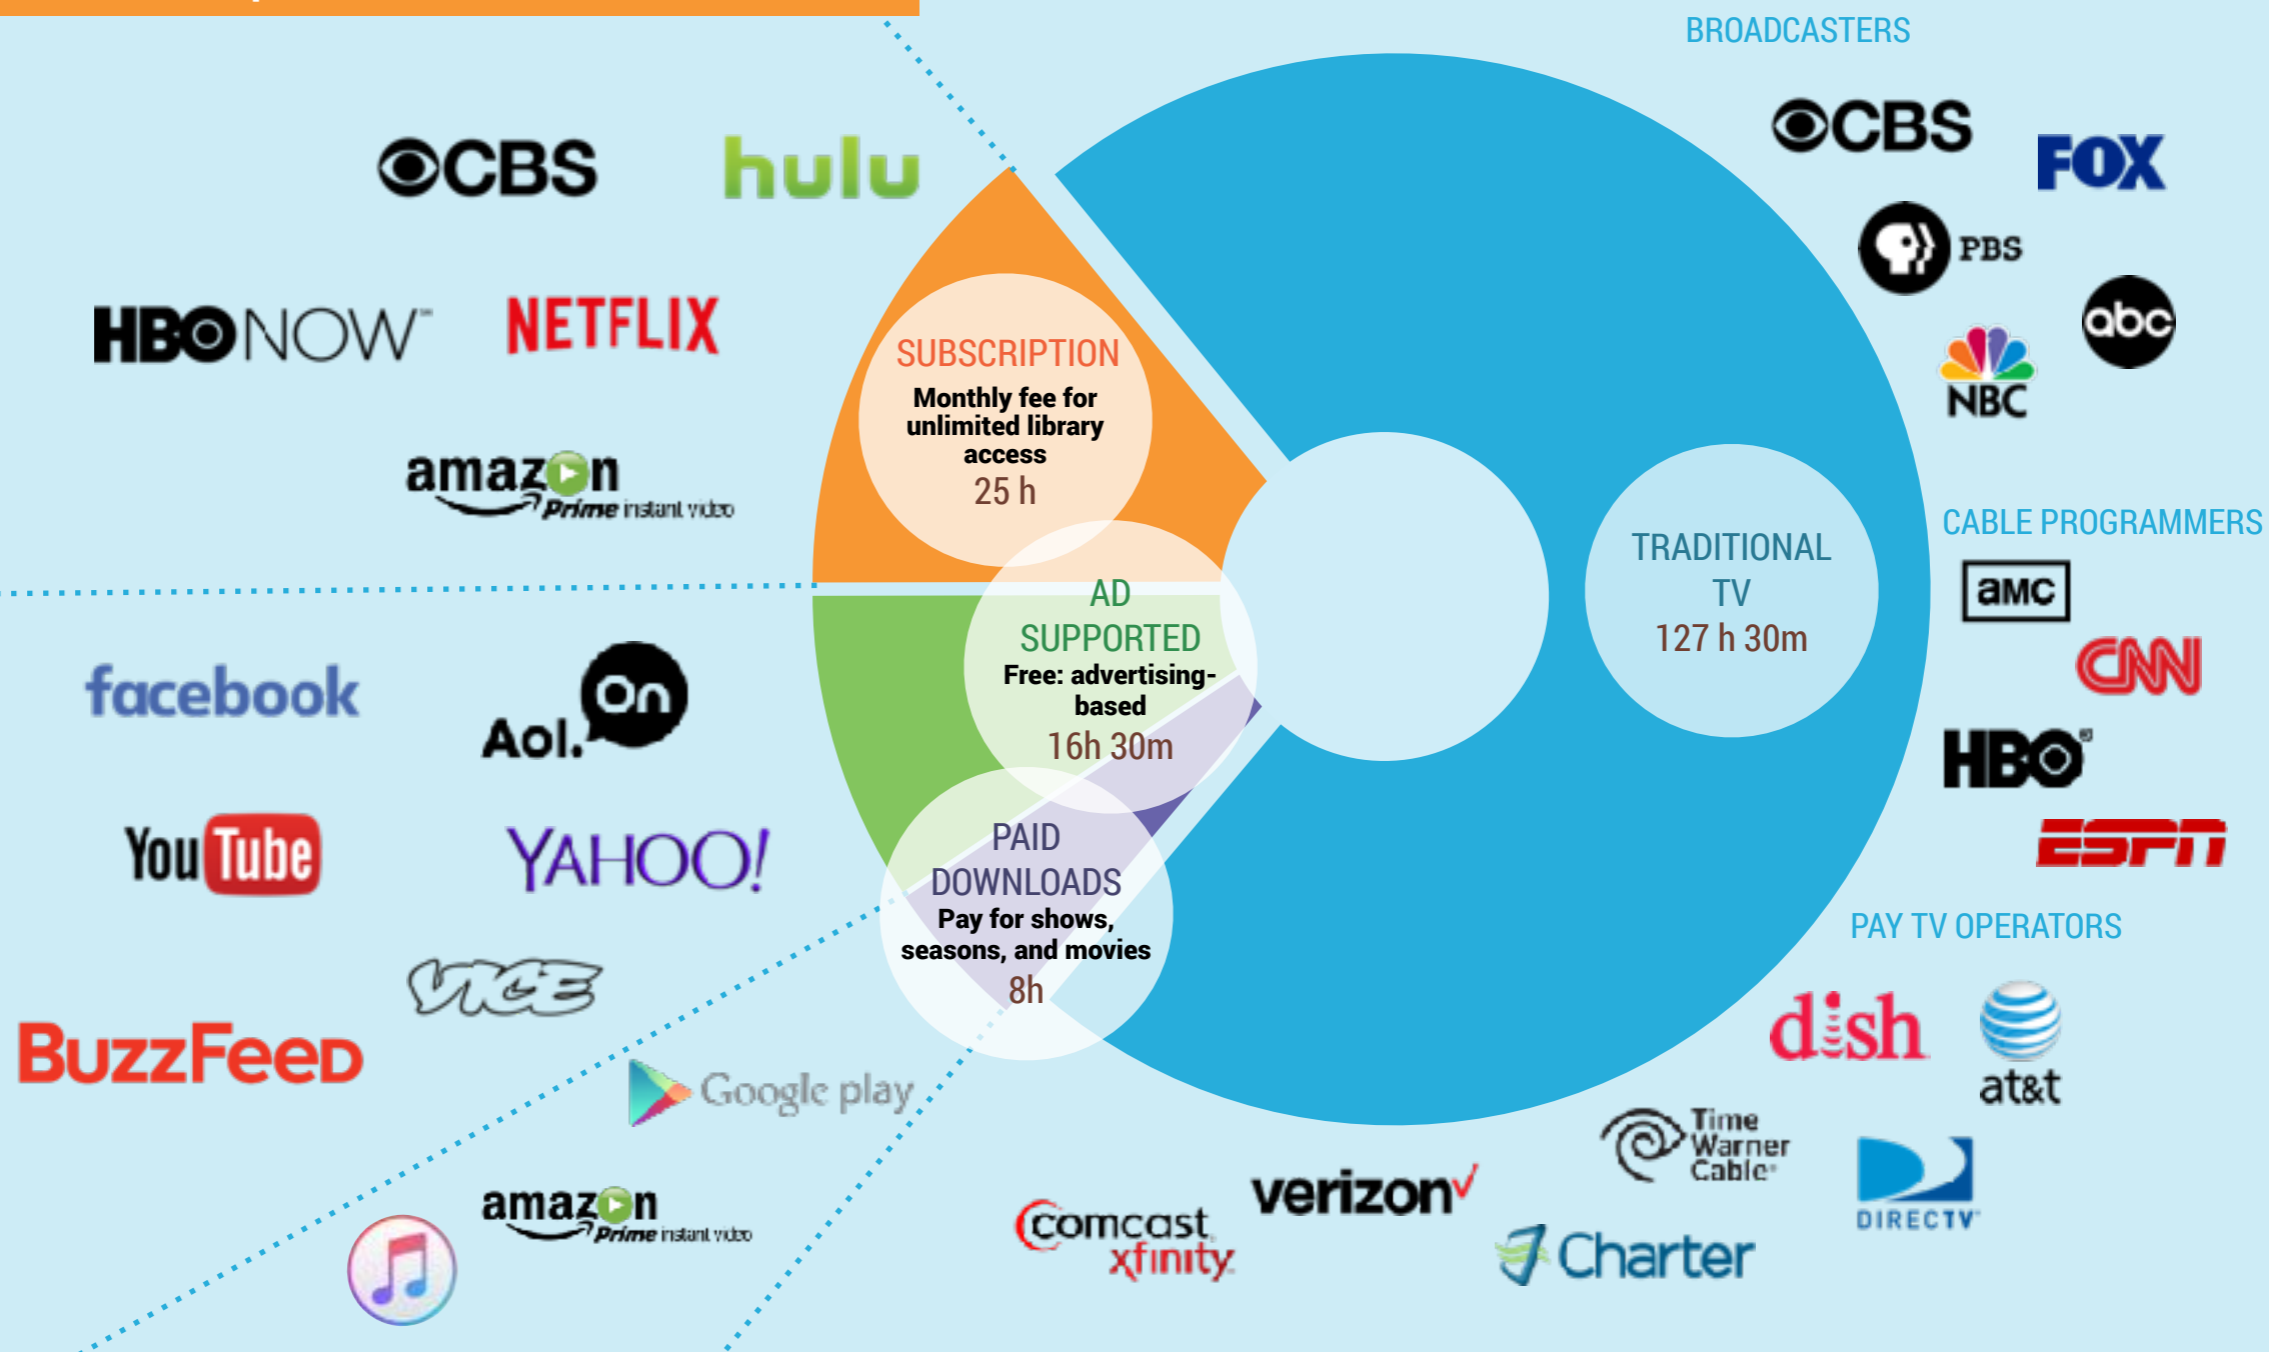 BROADCASTERS
CBS
hulu
HBO NOW
NETFLIX
amazon
Prime instant video
SUBSCRIPTION
Monthly fee for
unlimited library
access
25 h
CBS
FOX
PBS
abc
NBC
TRADITIONAL
TV
127 h 30m
CABLE PROGRAMMERS
aMC
CNN
HBO
ESPN
facebook
Aol. On
YouTube
YAHOO!
VICE
BuzzFeeD
AD
SUPPORTED
Free: advertising-
based
16h 30m
PAID
DOWNLOADS
Pay for shows,
seasons, and movies
8h
Google play
amazon
Prime instant video
PAY TV OPERATORS
dish
at&t
Time
Warner
Cable
DIRECTV
verizon
comcast
xfinity
Charter